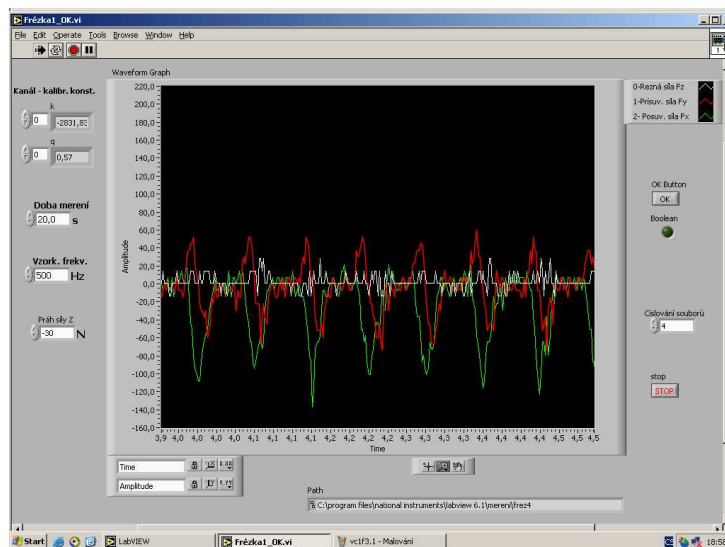 Frézka1_OK.vi
File Edit Operate Tools Browse Window Help
Waveform Graph
Kanál - kalibr. konst.
k
0 -2831,83
q
0 0,57
Doba merení
20,0 s
Vzork. frekv.
500 Hz
Práh síly Z
-30 N
Amplitude
220,0
200,0
180,0
160,0
140,0
120,0
100,0
80,0
60,0
40,0
20,0
0,0
-20,0
-40,0
-60,0
-80,0
-100,0
-120,0
-140,0
-160,0
3,9 4,0 4,0 4,0 4,1 4,1 4,1 4,1 4,2 4,2 4,2 4,3 4,3 4,3 4,4 4,4 4,4 4,4 4,5 4,5
Time
0-Rezná síla Fz
1-Prisuv. síla Fy
2- Posuv. síla Fx
OK Button
OK
Boolean
Císlování souboru
4
stop
STOP
Time
Amplitude
Path
C:\program files\national instruments\labview 6.1\merení\frez4
Start LabVIEW Frézka1_OK.vi vc1f3.1 - Malování CS 18:50